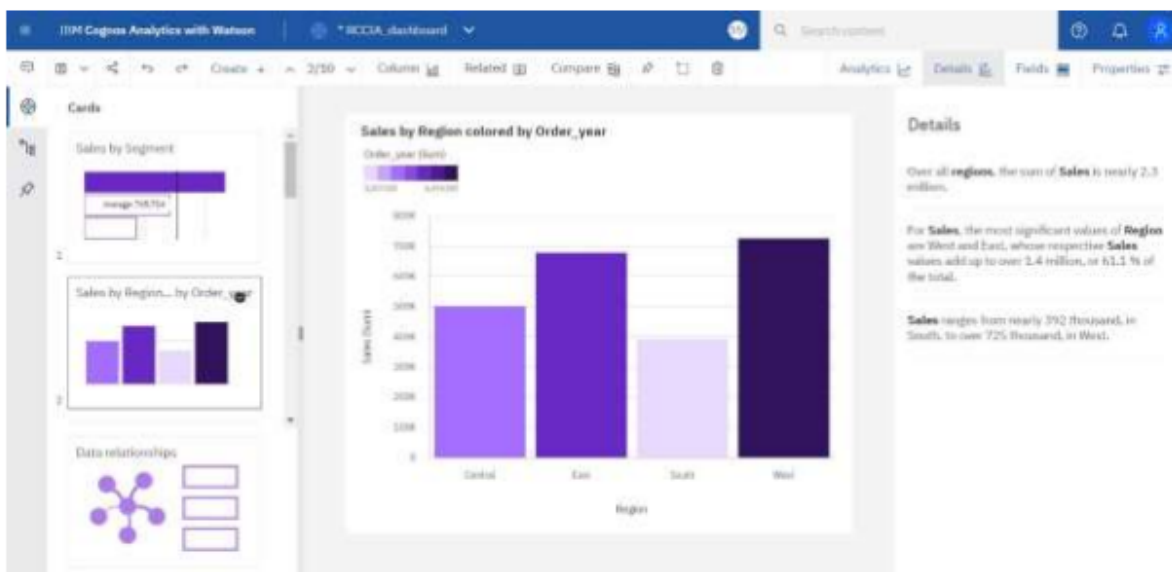 IBM Cognos Analytics with Watson
Search content
Create +
2/10
Column
Related
Compare
Analytics
Details
Fields
Properties
Cards
Sales by Segment
1
Sales by Region... by Order_year
2
Data relationships
Sales by Region colored by Order_year
Order_year (Sum)
800K
700K
600K
500K
400K
300K
200K
100K
0
Sales (Sum)
Central
East
South
West
Region
Details
Over all regions, the sum of Sales is nearly 2.3
million.
For Sales, the most significant values of Region
are West and East, whose respective Sales
values add up to over 1.4 million, or 61.1 % of
the total.
Sales ranges from nearly 392 thousand, in
South, to over 725 thousand, in West.